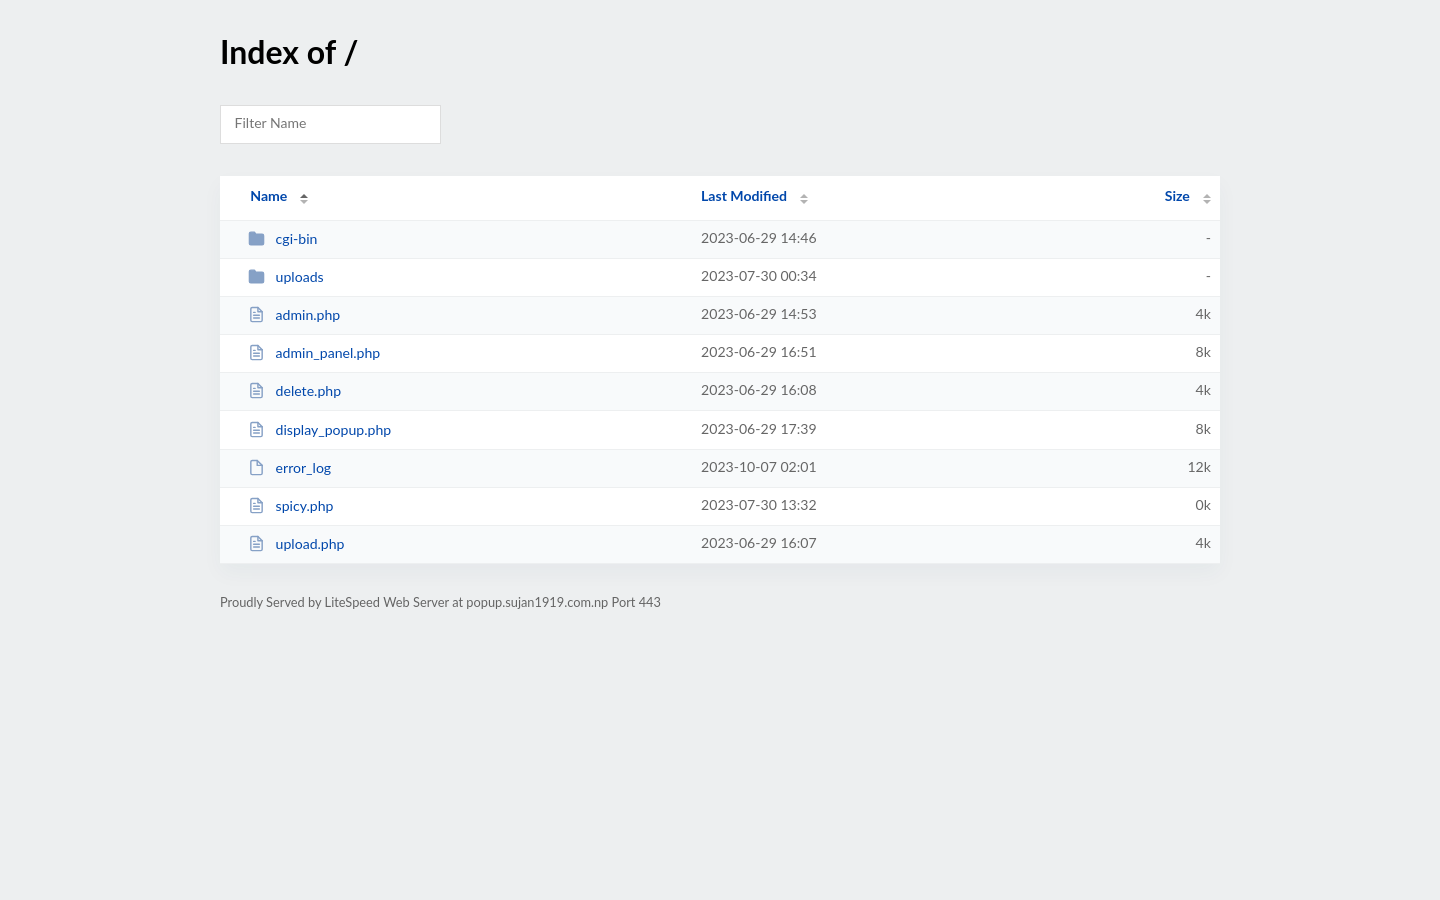 Index of /
Filter Name
Name Last Modified Size
cgi-bin 2023-06-29 14:46 -
uploads 2023-07-30 00:34 -
admin.php 2023-06-29 14:53 4k
admin_panel.php 2023-06-29 16:51 8k
delete.php 2023-06-29 16:08 4k
display_popup.php 2023-06-29 17:39 8k
error_log 2023-10-07 02:01 12k
spicy.php 2023-07-30 13:32 0k
upload.php 2023-06-29 16:07 4k
Proudly Served by LiteSpeed Web Server at popup.sujan1919.com.np Port 443